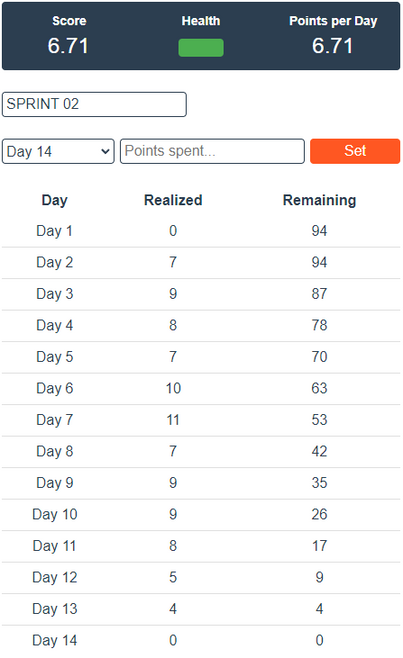 Score Health Points per Day
6.71 6.71
SPRINT 02
Day 14 Points spent... Set
Day Realized Remaining
Day 1 0 94
Day 2 7 94
Day 3 9 87
Day 4 8 78
Day 5 7 70
Day 6 10 63
Day 7 11 53
Day 8 7 42
Day 9 9 35
Day 10 9 26
Day 11 8 17
Day 12 5 9
Day 13 4 4
Day 14 0 0